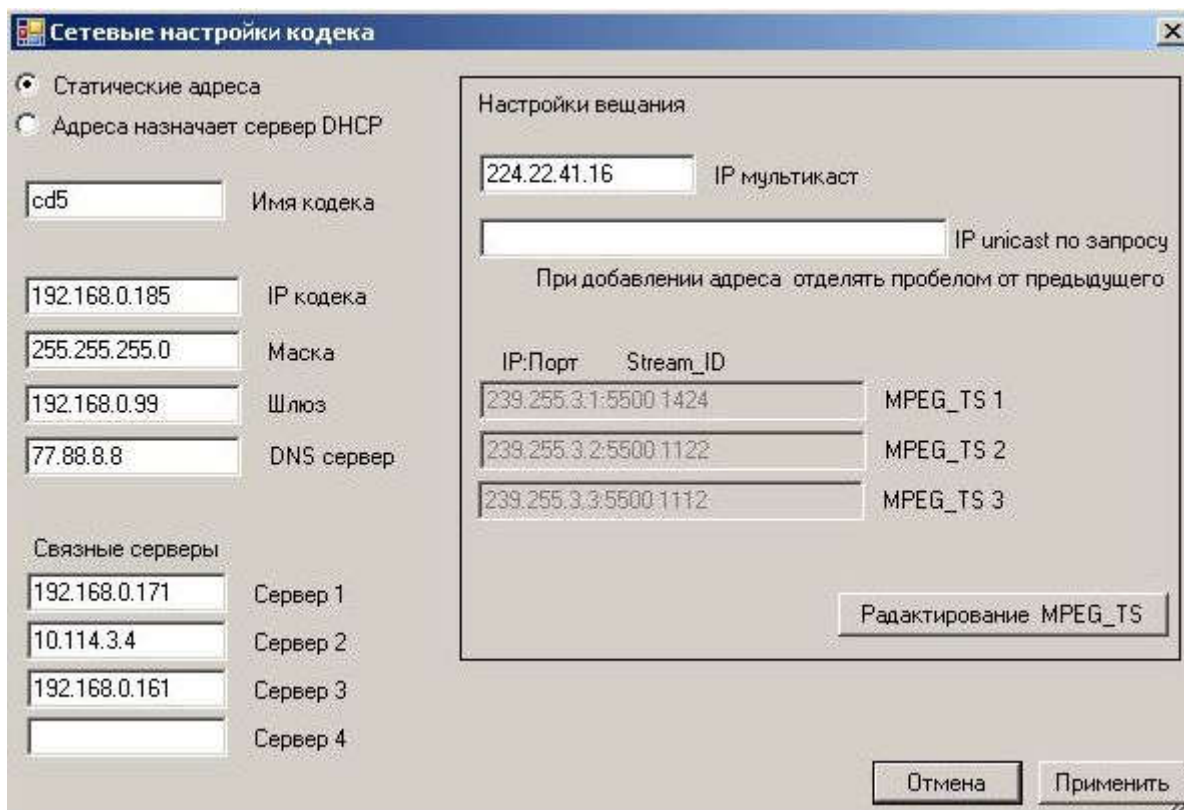 Сетевые настройки кодека
Статические адреса
Адреса назначает сервер DHCP
cd5 Имя кодека
192.168.0.185 IP кодека
255.255.255.0 Маска
192.168.0.99 Шлюз
77.88.8.8 DNS сервер
Связные серверы
192.168.0.171 Сервер 1
10.114.3.4 Сервер 2
192.168.0.161 Сервер 3
Сервер 4
Настройки вещания
224.22.41.16 IP мультикаст
IP unicast по запросу
При добавлении адреса отделять пробелом от предыдущего
IP:Порт Stream_ID
239.255.3.1:5500 1424 MPEG_TS 1
239.255.3.2:5500 1122 MPEG_TS 2
239.255.3.3:5500 1112 MPEG_TS 3
Радактирование MPEG_TS
Отмена Применить